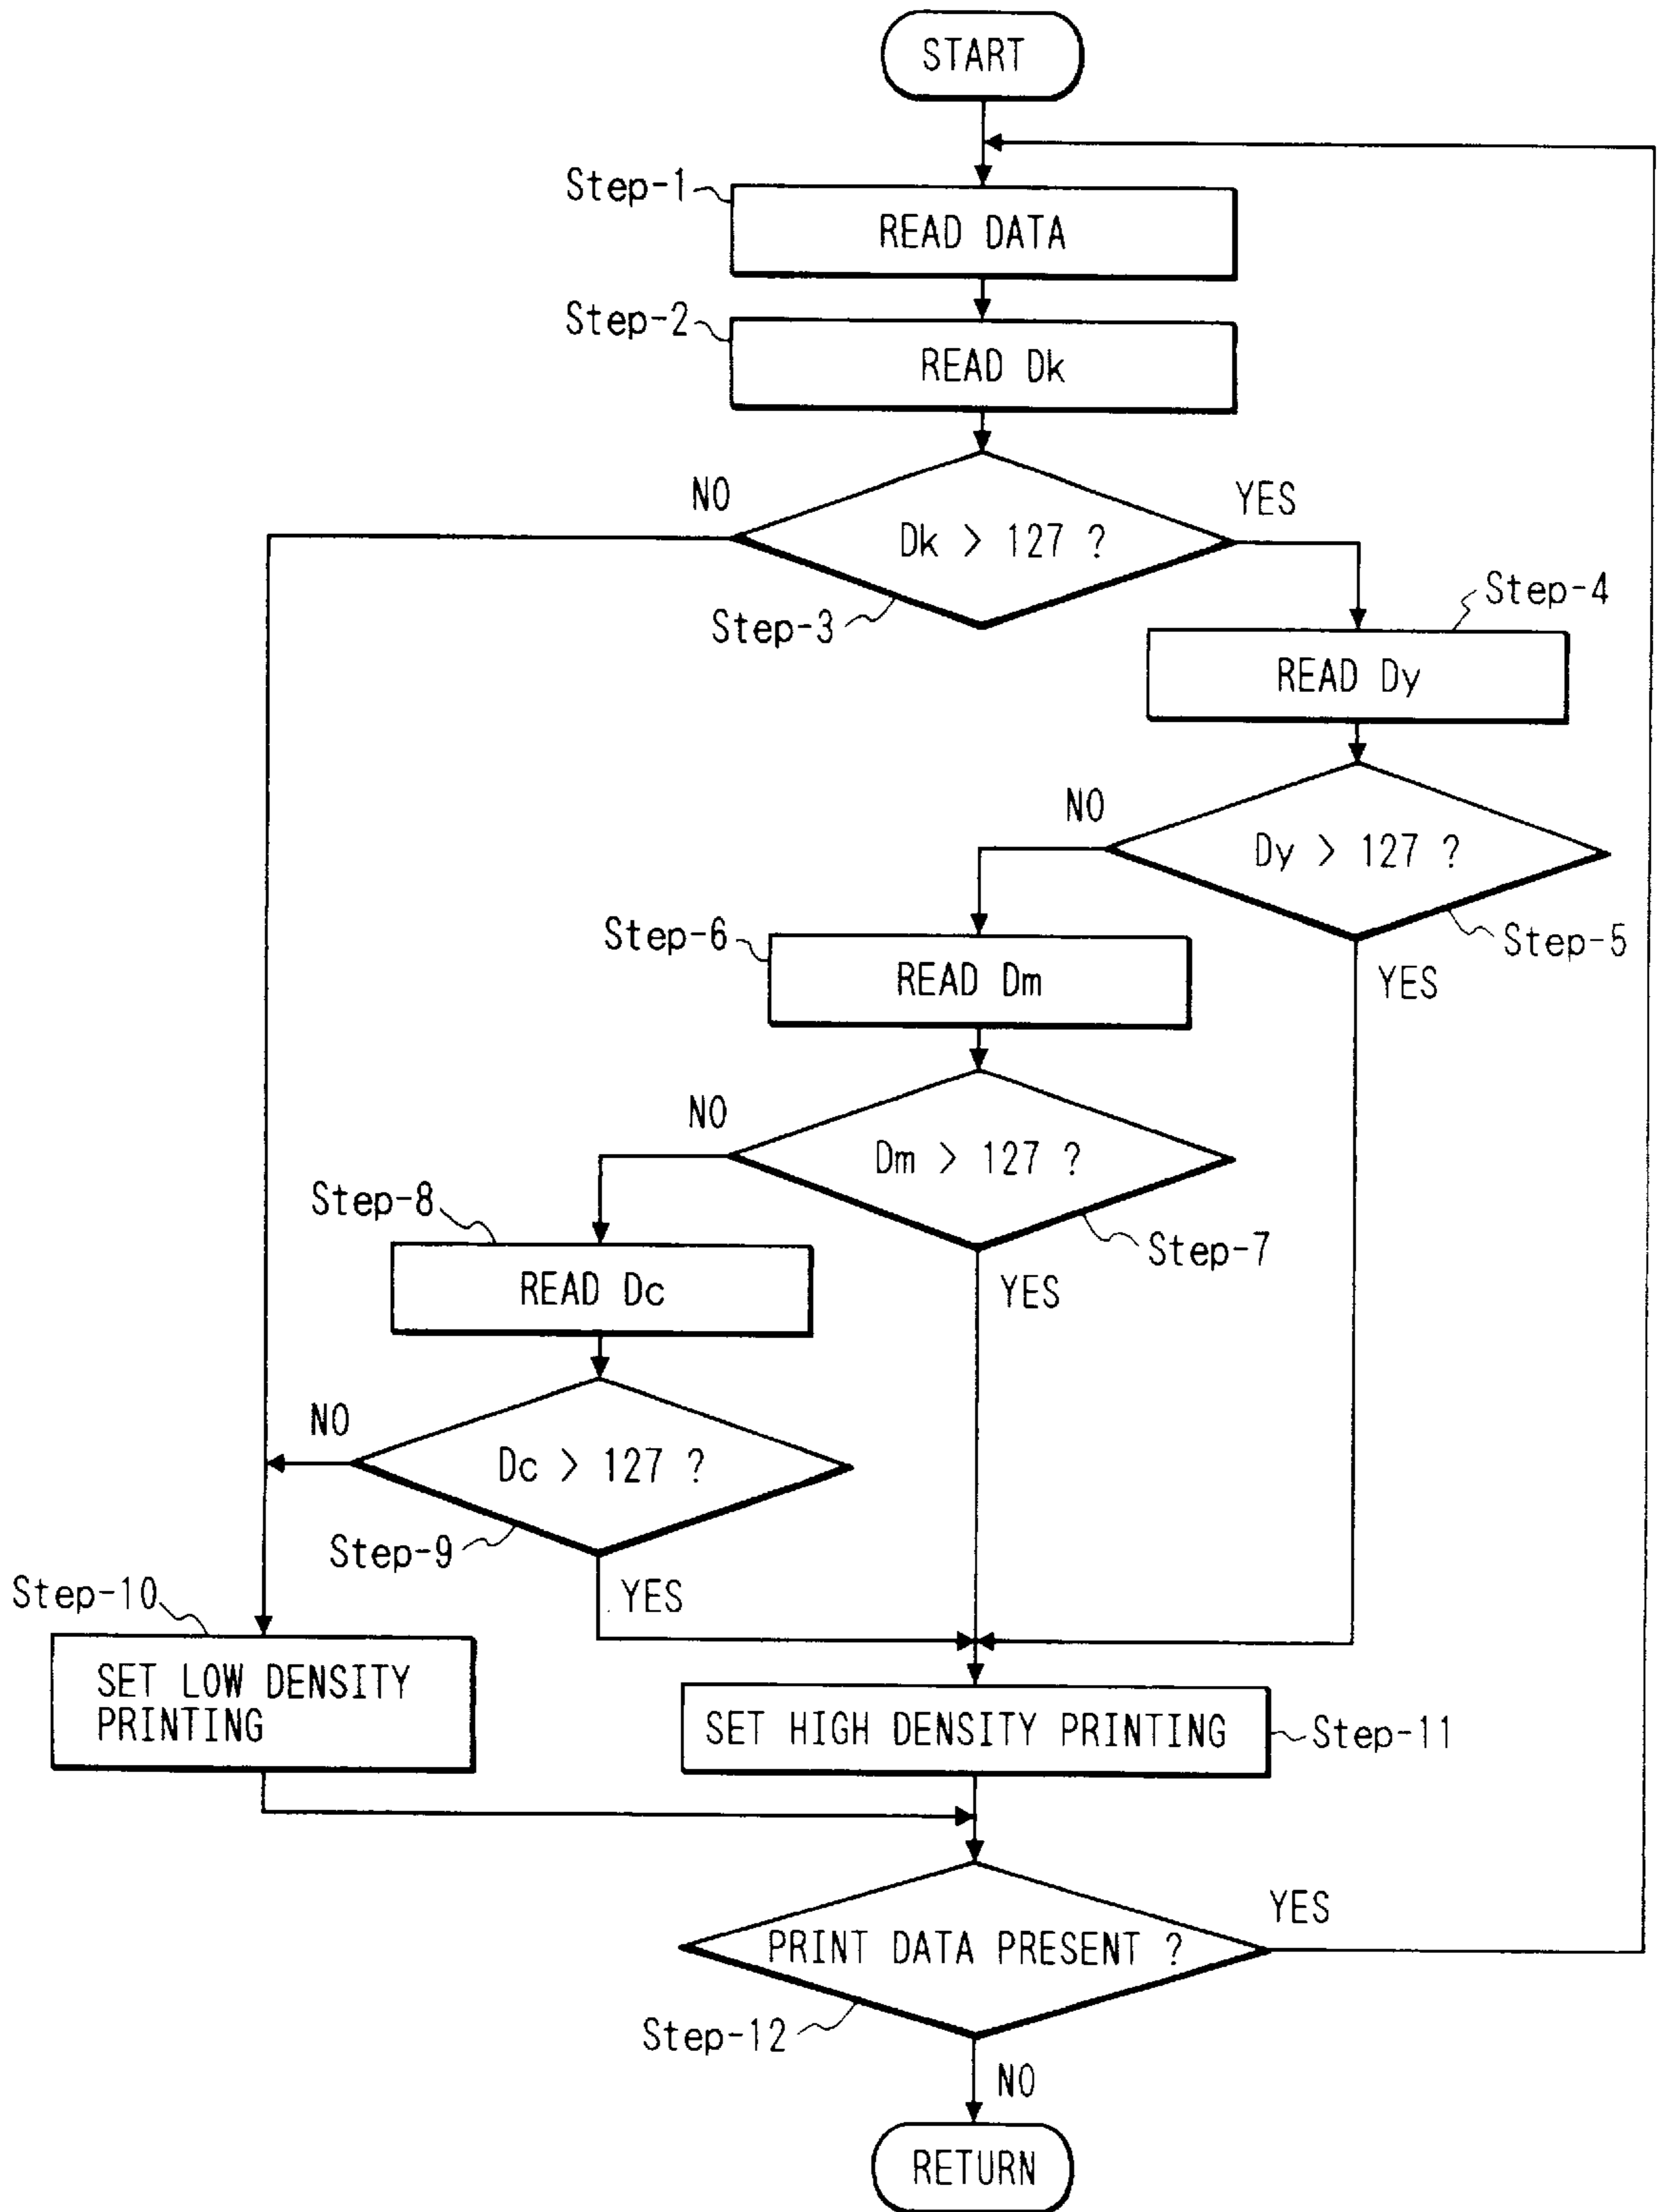 START
Step-1
READ DATA
Step-2
READ Dk
NO
YES
Dk > 127 ?
Step-3
Step-4
READ Dy
NO
Dy > 127 ?
Step-5
YES
Step-6
READ Dm
NO
Dm > 127 ?
Step-7
YES
Step-8
READ Dc
NO
Dc > 127 ?
Step-9
YES
Step-10
SET LOW DENSITY
PRINTING
SET HIGH DENSITY PRINTING
Step-11
YES
PRINT DATA PRESENT ?
Step-12
NO
RETURN